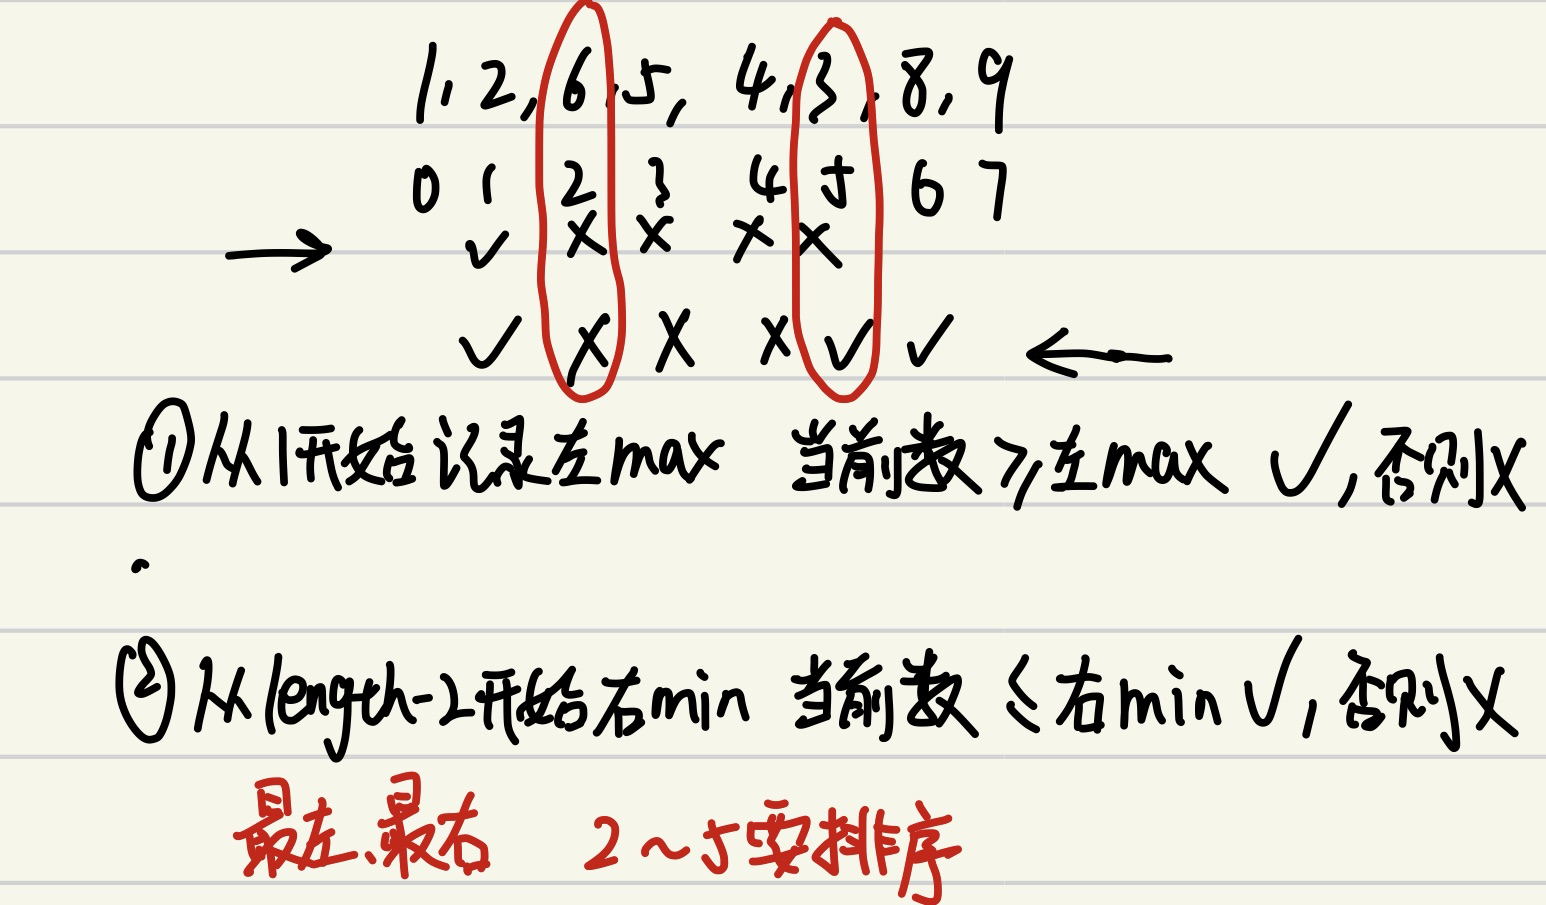 1, 2, 6, 5, 4, 3, 8, 9
0 1 2 3 4 5 6 7
→ ✓ × × × ×
✓ × × × ✓ ✓ ←
①从1开始记录左max 当前数≥左max ✓,否则×
②从length-2开始右min 当前数≤右min✓,否则×
最左、最右 2~5要排序